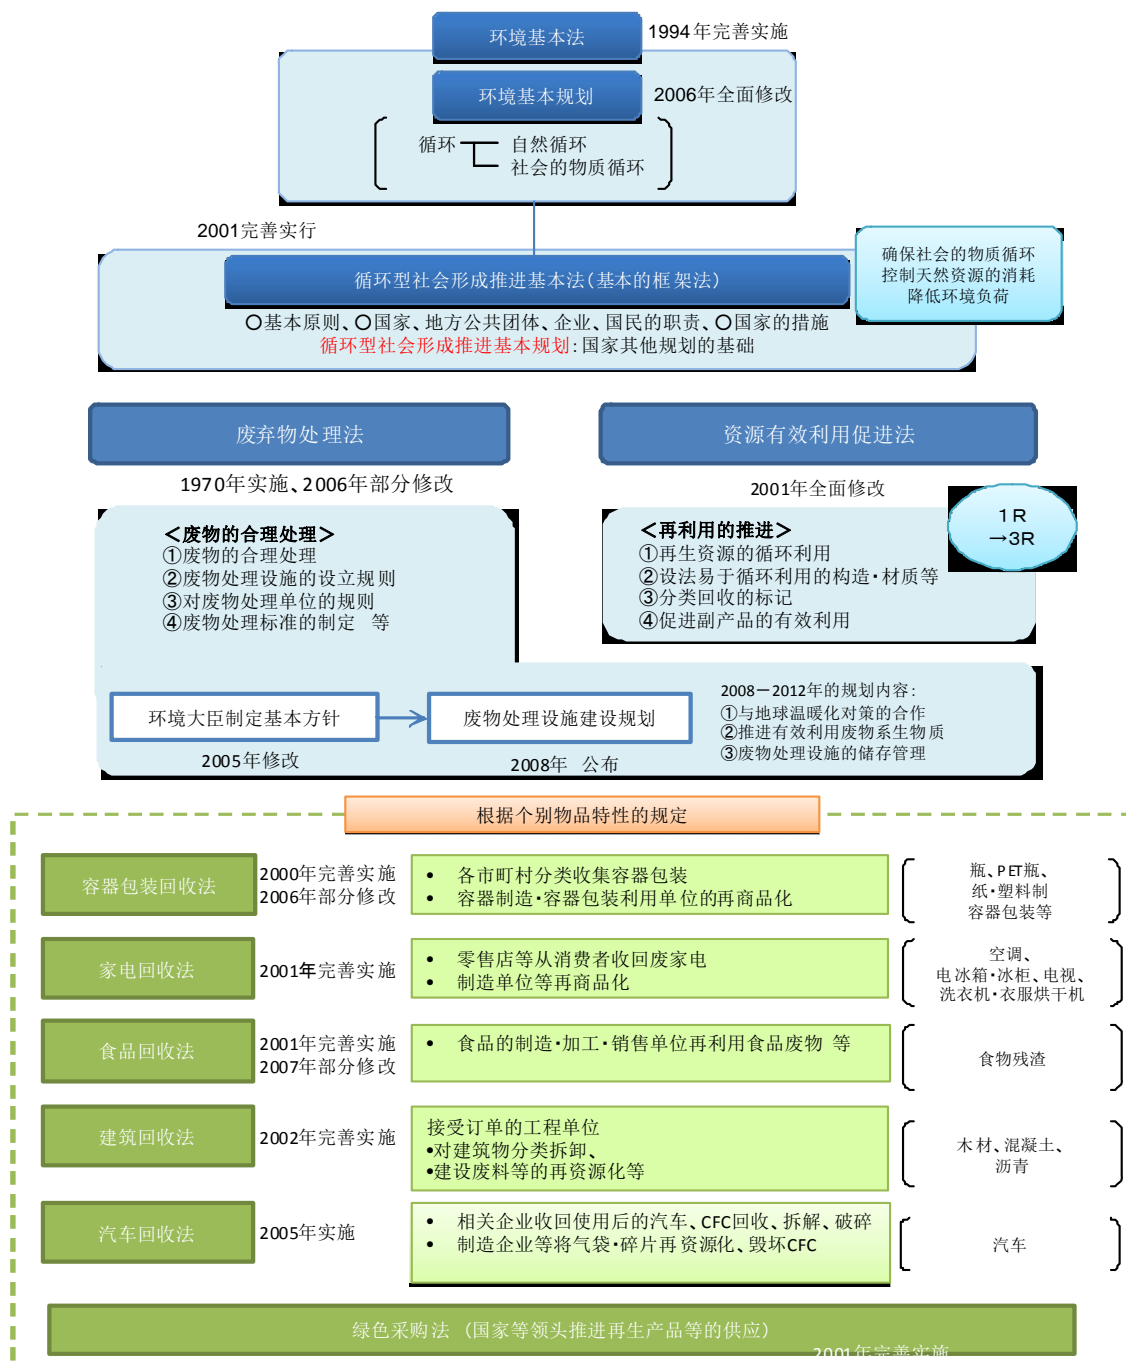 环境基本法
1994年完善实施
环境基本规划
2006年全面修改
循环
自然循环
社会的物质循环
2001完善实行
确保社会的物质循环
控制天然资源的消耗
降低环境负荷
循环型社会形成推进基本法(基本的框架法)
〇基本原则、〇国家、地方公共团体、企业、国民的职责、〇国家的措施
循环型社会形成推进基本规划:国家其他规划的基础
废弃物处理法
1970年实施、2006年部分修改
资源有效利用促进法
2001年全面修改
1R
→3R
<废物的合理处理>
①废物的合理处理
②废物处理设施的设立规则
③对废物处理单位的规则
④废物处理标准的制定 等
<再利用的推进>
①再生资源的循环利用
②设法易于循环利用的构造·材质等
③分类回收的标记
④促进副产品的有效利用
环境大臣制定基本方针
2005年修改
废物处理设施建设规划
2008年 公布
2008－2012年的规划内容:
①与地球温暖化对策的合作
②推进有效利用废物系生物质
③废物处理设施的储存管理
根据个别物品特性的规定
容器包装回收法
2000年完善实施
2006年部分修改
• 各市町村分类收集容器包装
• 容器制造·容器包装利用单位的再商品化
瓶、PET瓶、
纸·塑料制
容器包装等
家电回收法
2001年完善实施
• 零售店等从消费者收回废家电
• 制造单位等再商品化
空调、
电冰箱·冰柜、电视、
洗衣机·衣服烘干机
食品回收法
2001年完善实施
2007年部分修改
• 食品的制造·加工·销售单位再利用食品废物 等
食物残渣
建筑回收法
2002年完善实施
接受订单的工程单位
•对建筑物分类拆卸、
•建设废料等的再资源化等
木材、混凝土、
沥青
汽车回收法
2005年实施
• 相关企业收回使用后的汽车、CFC回收、拆解、破碎
• 制造企业等将气袋·碎片再资源化、毁坏CFC
汽车
绿色采购法 (国家等领头推进再生产品等的供应)
2001年完善实施